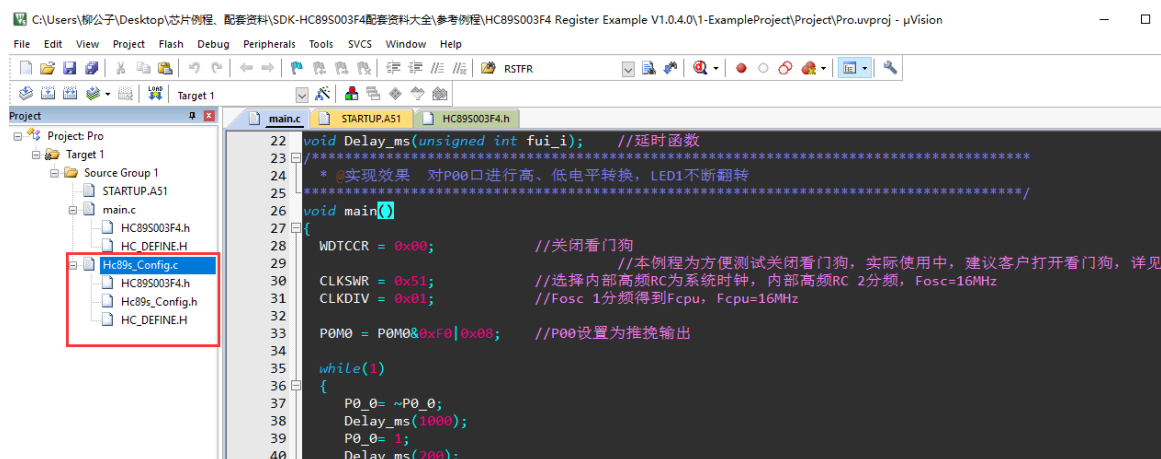 C:\Users\柳公子\Desktop\芯片例程、配套资料\SDK-HC89S003F4配套资料大全\参考例程\HC89S003F4 Register Example V1.0.4.0\1-ExampleProject\Project\Pro.uvproj - µVision
File Edit View Project Flash Debug Peripherals Tools SVCS Window Help
RSTFR
LOAD Target 1
Project main.c STARTUP.A51 HC89S003F4.h
Project: Pro
Target 1
Source Group 1
STARTUP.A51
main.c
HC89S003F4.h
HC_DEFINE.H
Hc89s_Config.c
HC89S003F4.h
Hc89s_Config.h
HC_DEFINE.H
22 void Delay_ms(unsigned int fui_i); //延时函数
23 /*************************************************************************************
24 * @实现效果 对P00口进行高、低电平转换，LED1不断翻转
25 *************************************************************************************/
26 void main()
27 {
28 WDTCCR = 0x00; //关闭看门狗
29 //本例程为方便测试关闭看门狗，实际使用中，建议客户打开看门狗，详见
30 CLKSWR = 0x51; //选择内部高频RC为系统时钟，内部高频RC 2分频，Fosc=16MHz
31 CLKDIV = 0x01; //Fosc 1分频得到Fcpu，Fcpu=16MHz
32
33 P0M0 = P0M0&0xF0|0x08; //P00设置为推挽输出
34
35 while(1)
36 {
37 P0_0= ~P0_0;
38 Delay_ms(1000);
39 P0_0= 1;
40 Delay_ms(200);